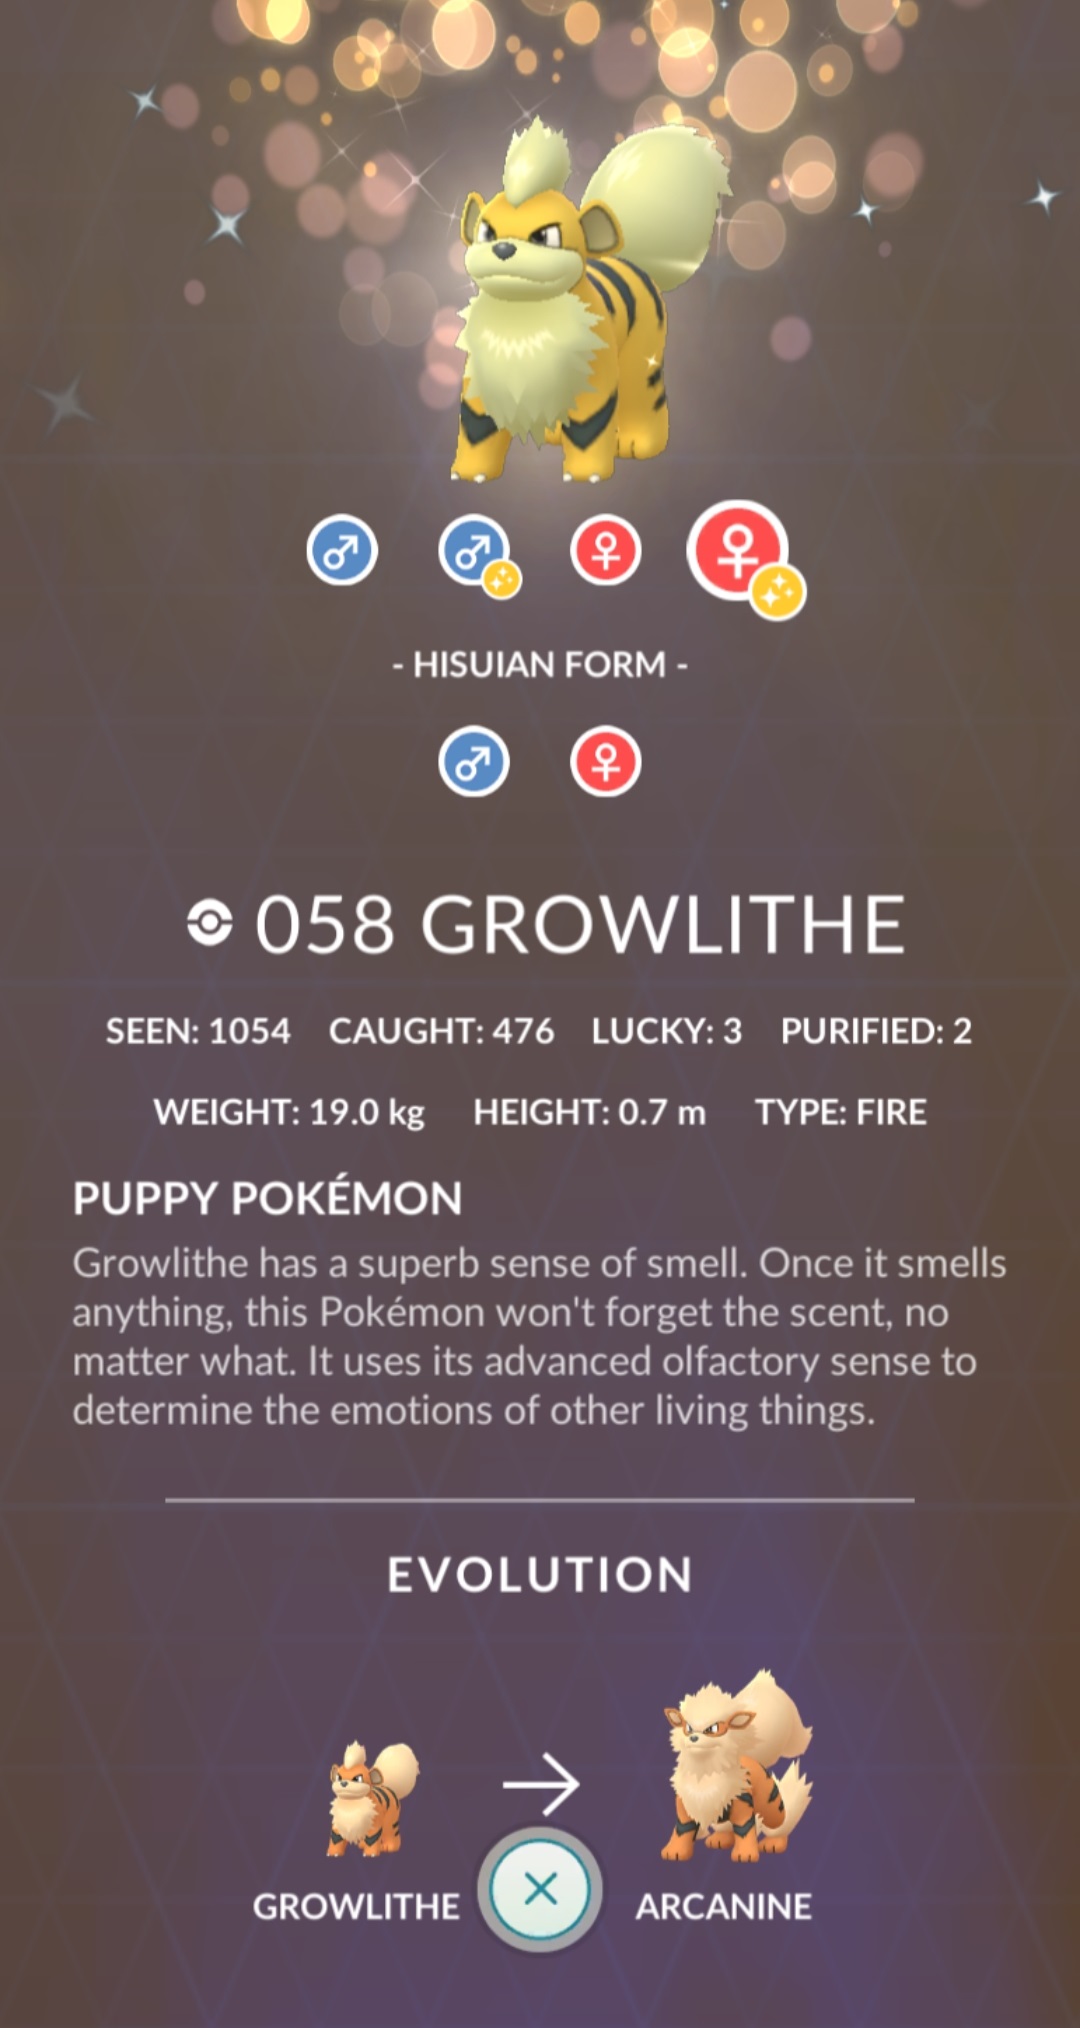 - HISUIAN FORM -
058 GROWLITHE
SEEN: 1054 CAUGHT: 476 LUCKY: 3 PURIFIED: 2
WEIGHT: 19.0 kg HEIGHT: 0.7 m TYPE: FIRE
PUPPY POKÉMON
Growlithe has a superb sense of smell. Once it smells
anything, this Pokémon won't forget the scent, no
matter what. It uses its advanced olfactory sense to
determine the emotions of other living things.
EVOLUTION
GROWLITHE ARCANINE